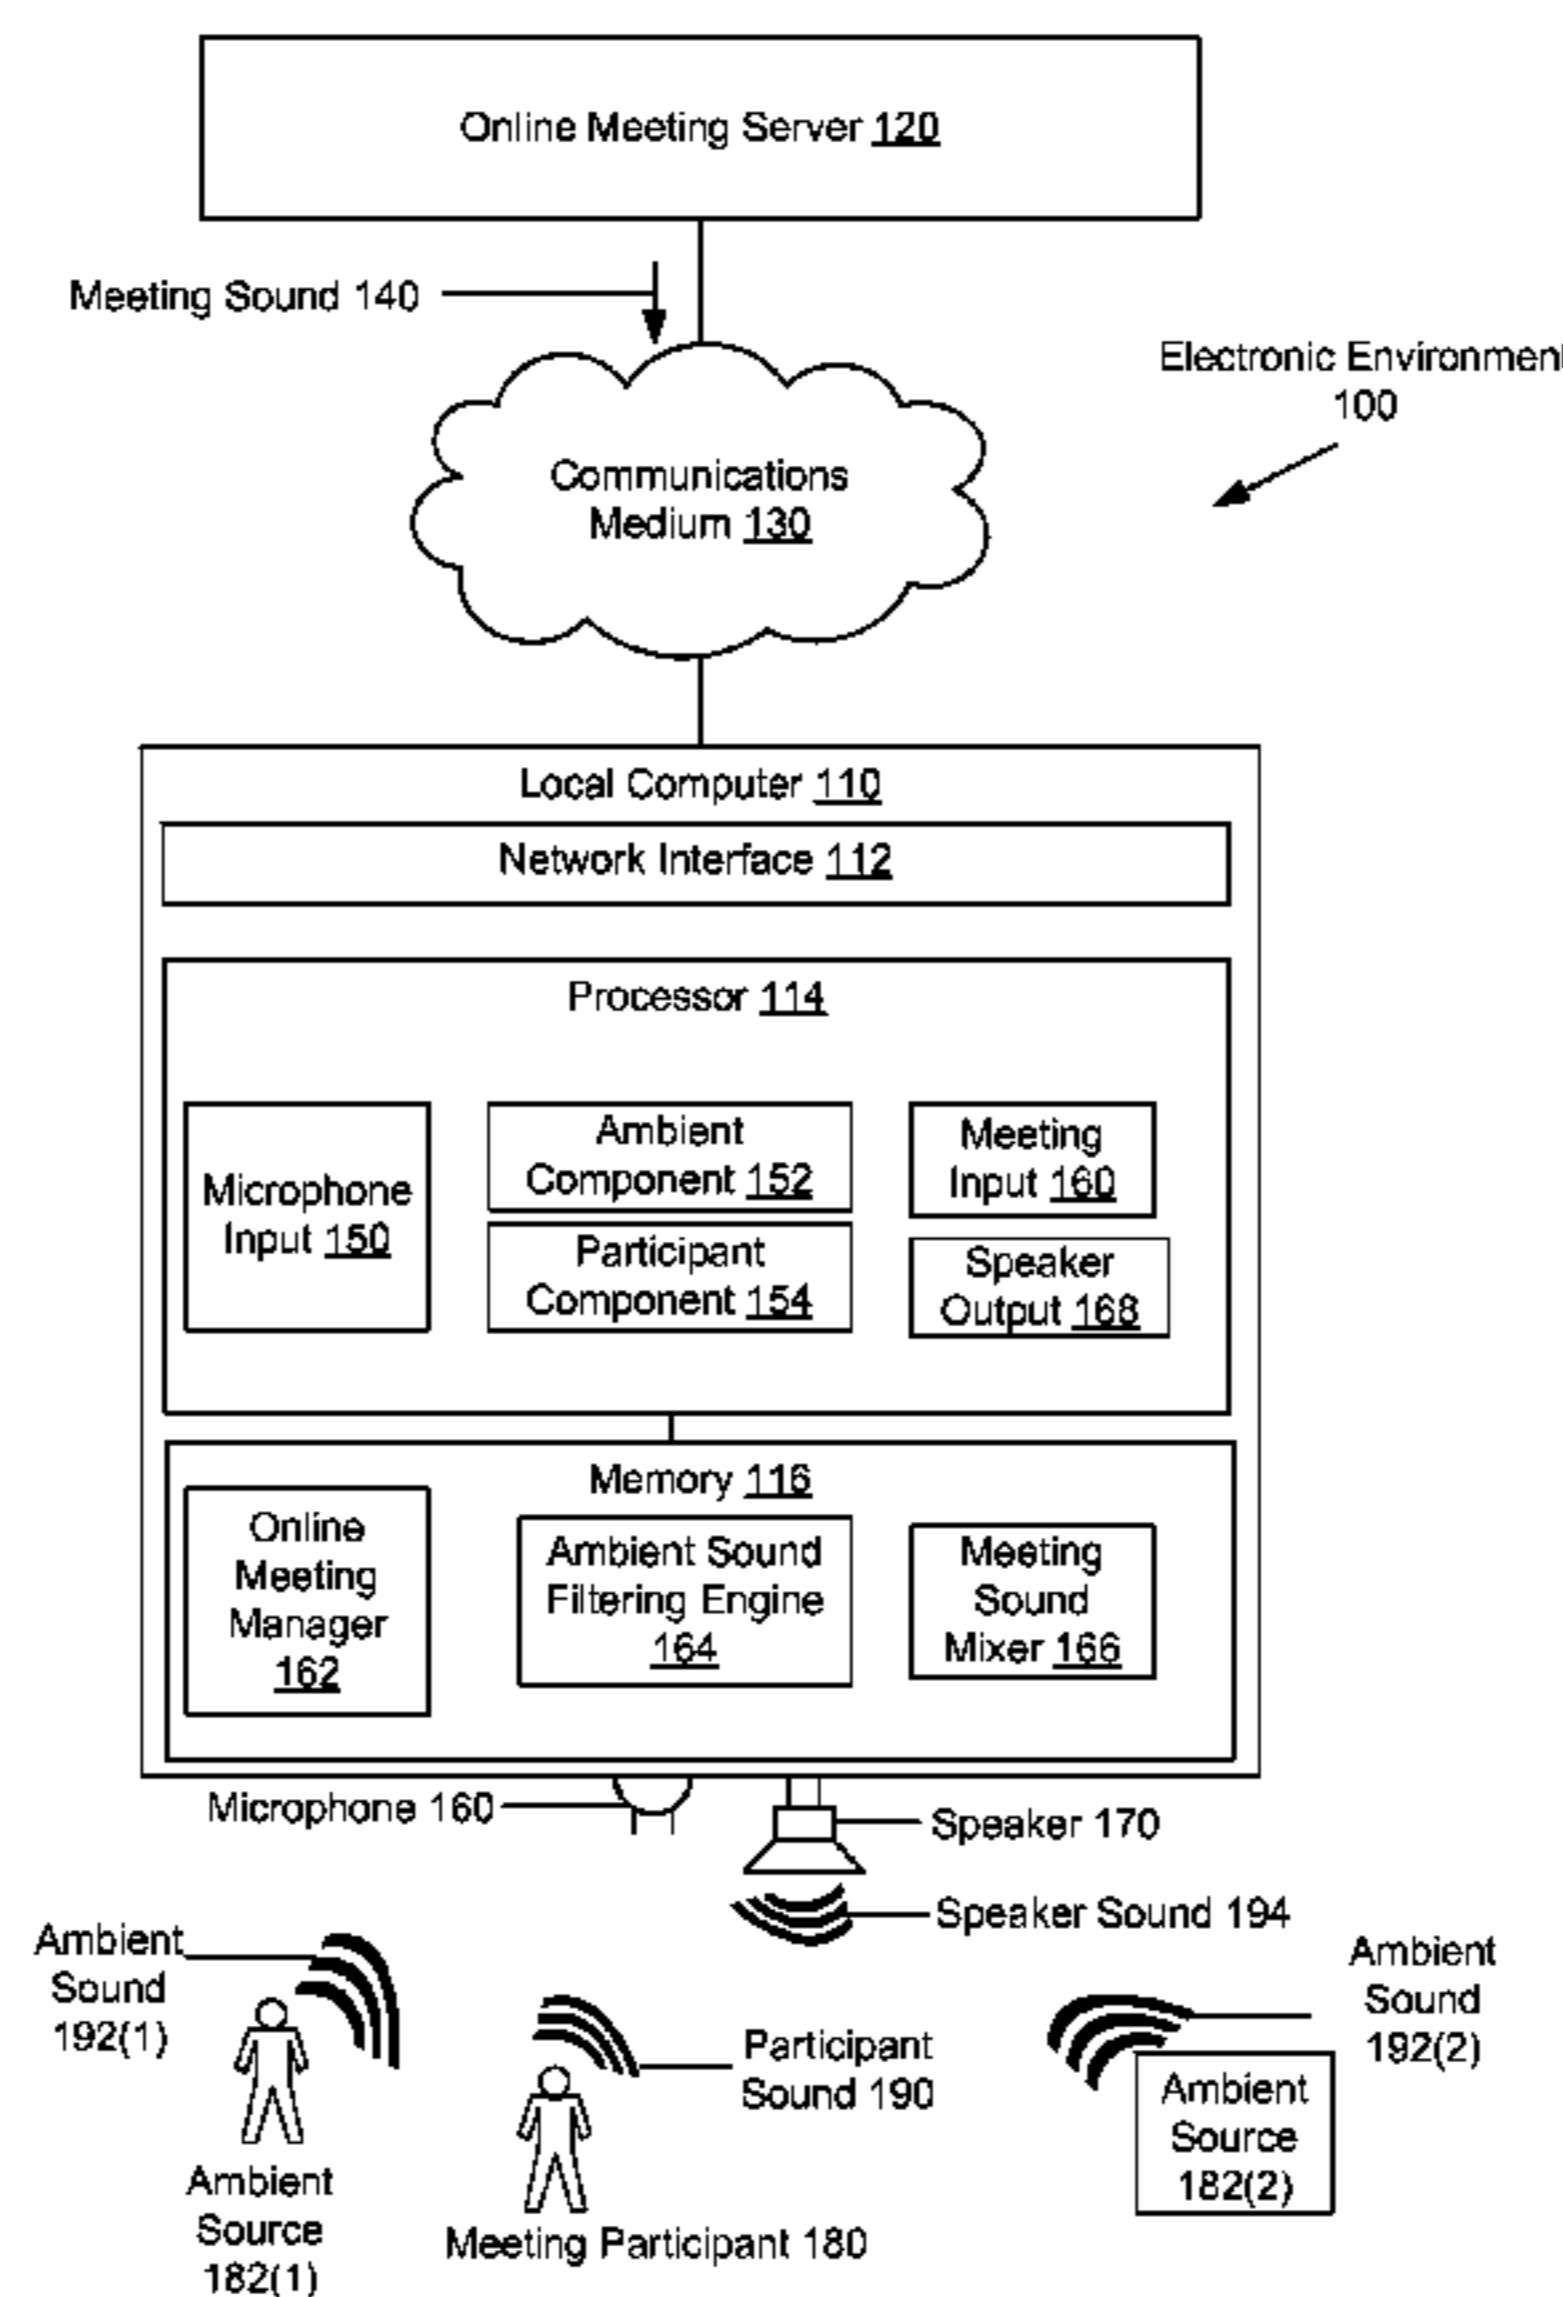 Online Meeting Server 120
Meeting Sound 140
Electronic Environment
100
Communications
Medium 130
Local Computer 110
Network Interface 112
Processor 114
Microphone
Input 150
Ambient
Component 152
Participant
Component 154
Meeting
Input 160
Speaker
Output 168
Memory 116
Online
Meeting
Manager
162
Ambient Sound
Filtering Engine
164
Meeting
Sound
Mixer 166
Microphone 160
Speaker 170
Speaker Sound 194
Ambient
Sound
192(1)
Ambient
Sound
192(2)
Participant
Sound 190
Ambient
Source
182(2)
Ambient
Source
182(1)
Meeting Participant 180